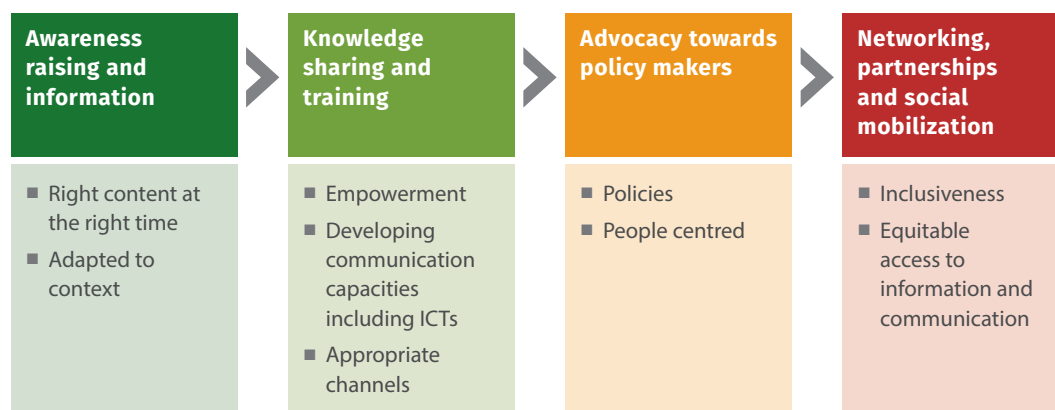 Awareness
raising and
information
Right content at
the right time
Adapted to
context
Knowledge
sharing and
training
Empowerment
Developing
communication
capacities
including ICTs
Appropriate
channels
Advocacy towards
policy makers
Policies
People centred
Networking,
partnerships
and social
mobilization
Inclusiveness
Equitable
access to
information and
communication